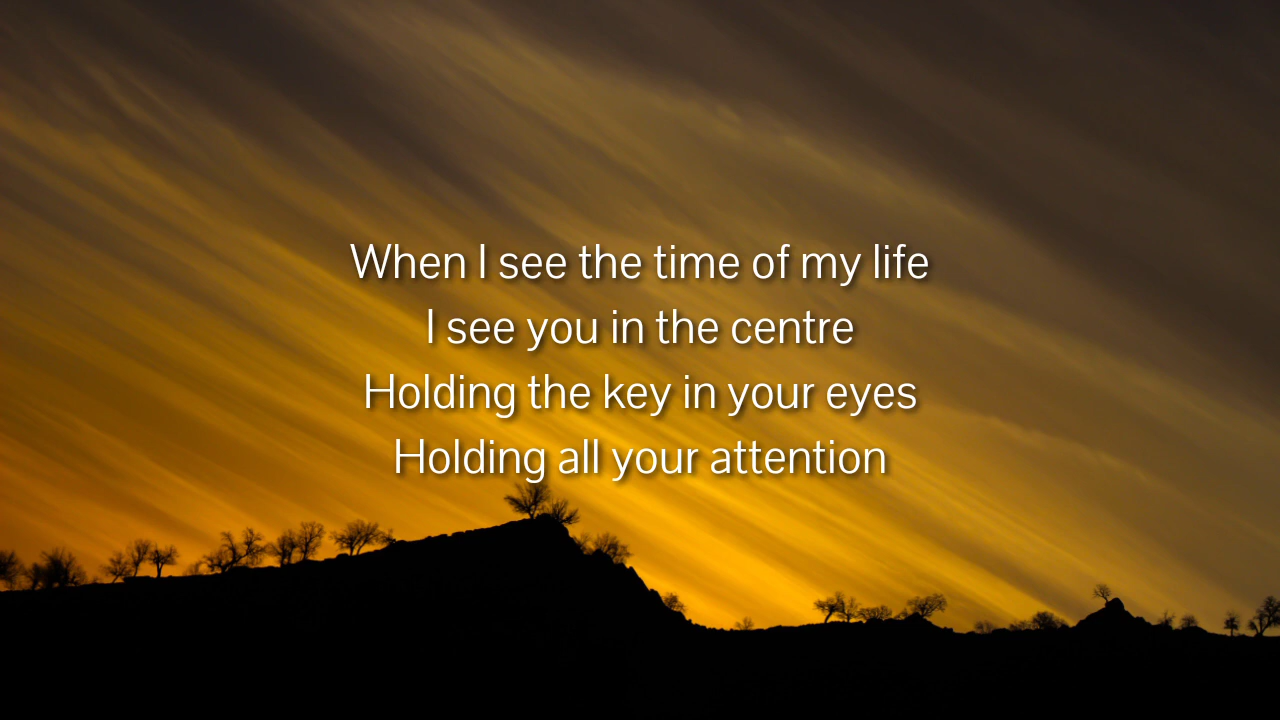 When I see the time of my life
I see you in the centre
Holding the key in your eyes
Holding all your attention